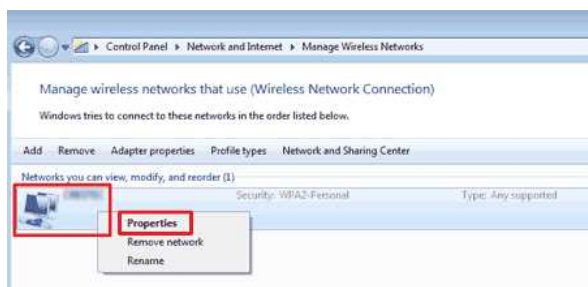 Control Panel ▸ Network and Internet ▸ Manage Wireless Networks
Manage wireless networks that use (Wireless Network Connection)
Windows tries to connect to these networks in the order listed below.
Add Remove Adapter properties Profile types Network and Sharing Center
Networks you can view, modify, and reorder (1)
Security: WPA2-Personal Type: Any supported
Properties
Remove network
Rename